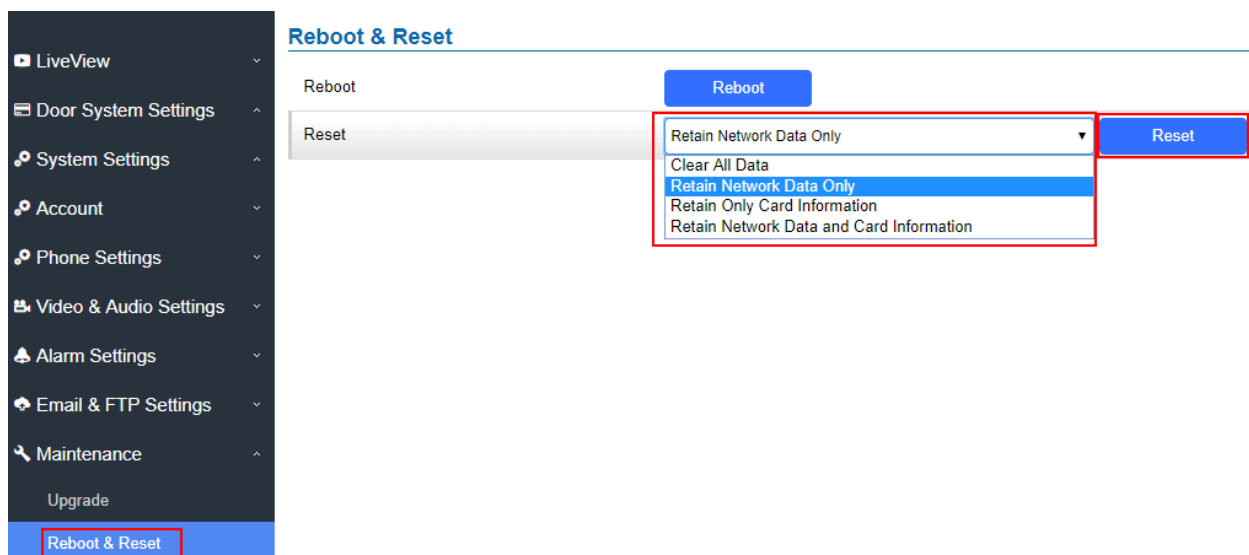 LiveView
Door System Settings
System Settings
Account
Phone Settings
Video & Audio Settings
Alarm Settings
Email & FTP Settings
Maintenance
Upgrade
Reboot & Reset
Reboot & Reset
Reboot Reboot
Reset Retain Network Data Only Reset
Clear All Data
Retain Network Data Only
Retain Only Card Information
Retain Network Data and Card Information